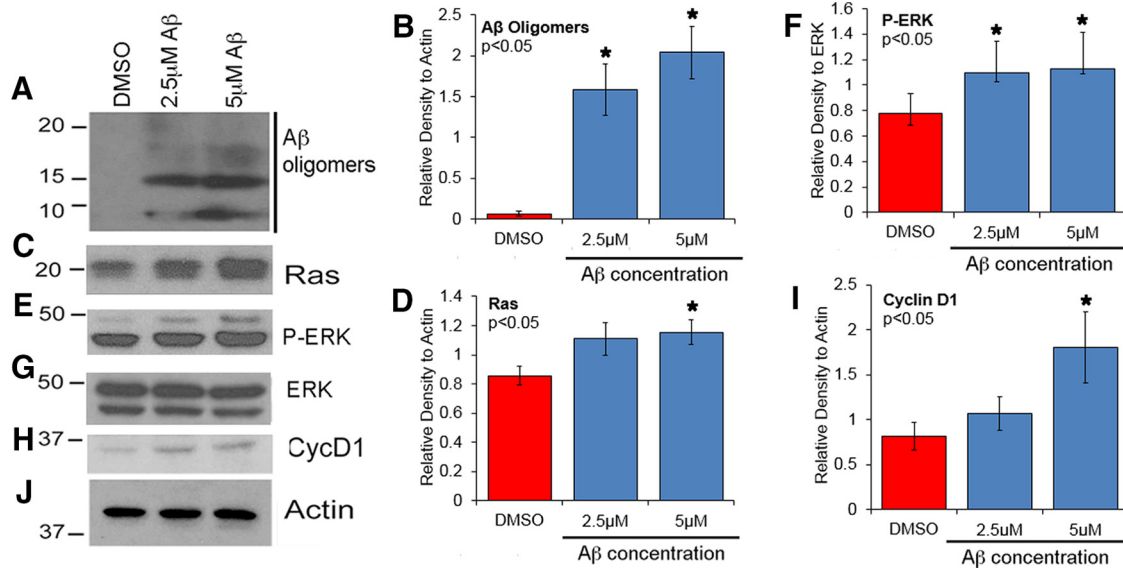 A
DMSO
2.5μM Aβ
5μM Aβ
20
15
10
Aβ
oligomers
C
20
Ras
E
50
P-ERK
G
50
ERK
H
37
CycD1
J
37
Actin
B
Aβ Oligomers
p<0.05
Relative Density to Actin
2.5
2
1.5
1
0.5
0
*
*
DMSO
2.5μM
5μM
Aβ concentration
D
Ras
p<0.05
Relative Density to Actin
1.4
1.2
1
0.8
0.6
0.4
0.2
0
*
DMSO
2.5μM
5μM
Aβ concentration
F
P-ERK
p<0.05
Relative Density to ERK
1.6
1.4
1.2
1
0.8
0.6
0.4
0.2
0
*
*
DMSO
2.5μM
5μM
Aβ concentration
I
Cyclin D1
p<0.05
Relative Density to Actin
2.5
2
1.5
1
0.5
0
*
DMSO
2.5uM
5uM
Aβ concentration